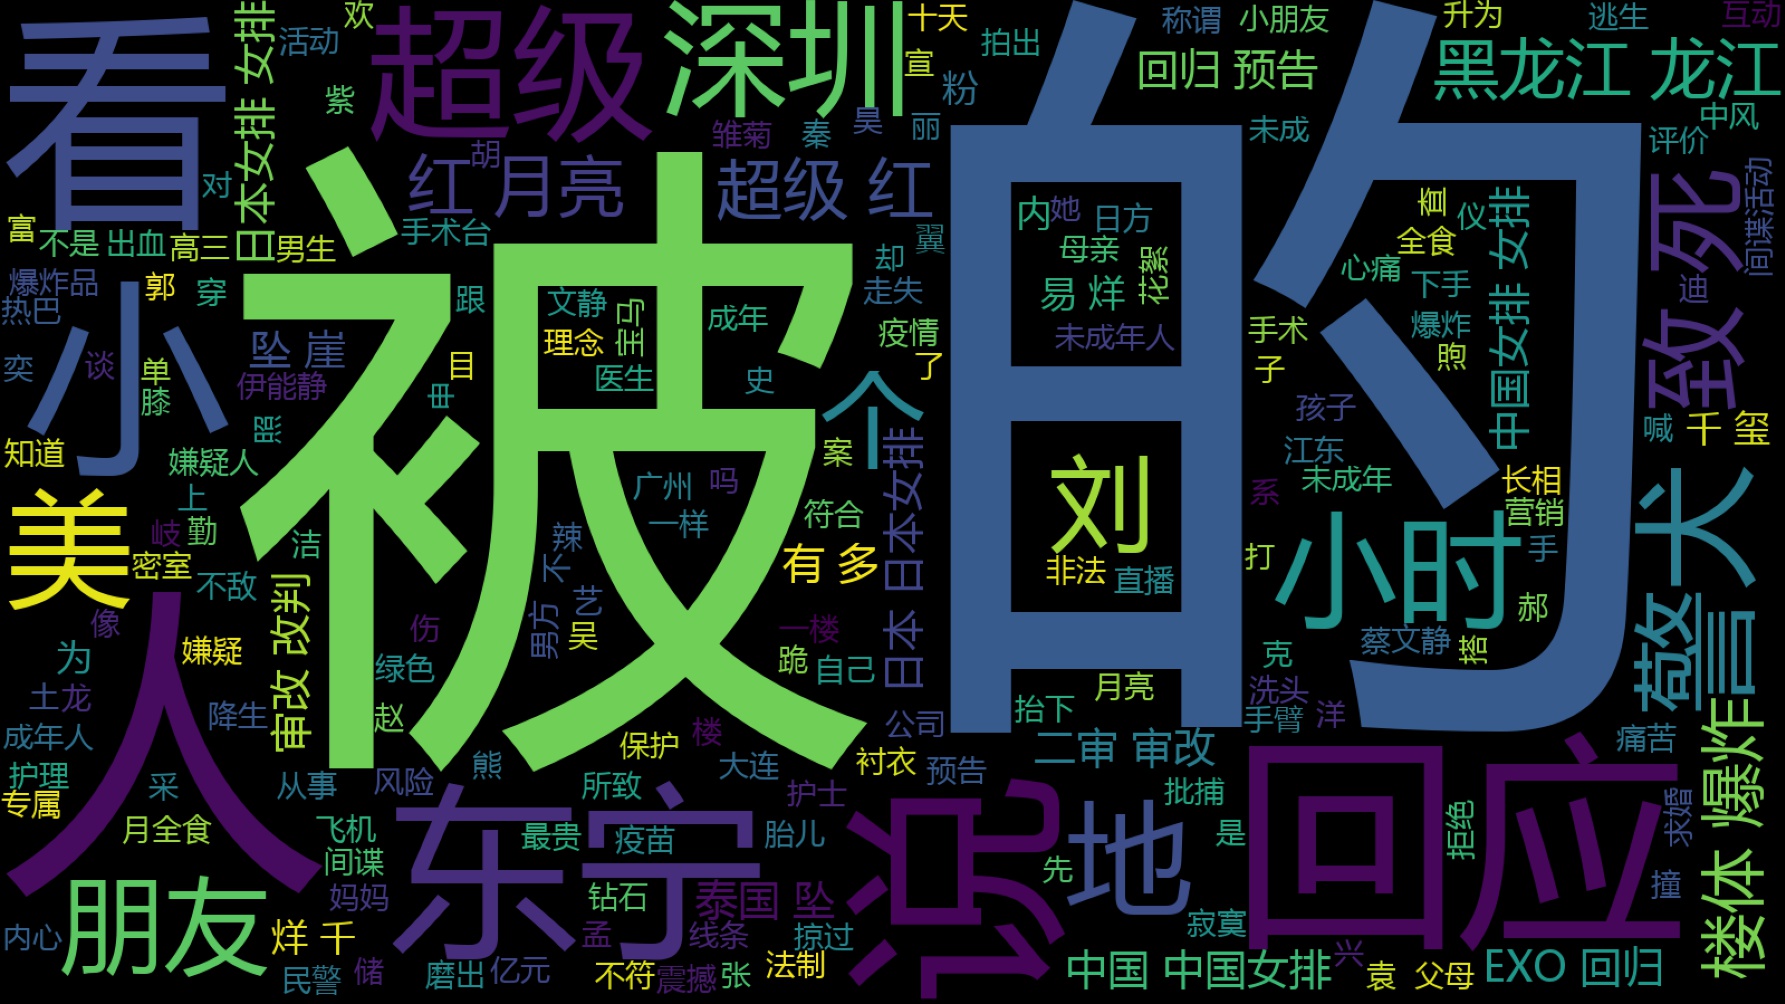 看
欢
活动
日本女排 女排
紫
超级
深圳
十天
宣
拍出
粉
称谓
小朋友
回归 预告
升为
逃生
互动
黑龙江 龙江
中风
评价
雏菊
秦
昊
丽
未成
胡
红 月亮
超级 红
的
被
对
富
不是
出血
高三
男生
手术台
翼
却
走失
内
她
日方
母亲
花絮
易 烊
未成年人
直
仪
全食
心痛
下手
爆炸
煦
中国女排 女排
致死
间谍活动
迪
爆炸品
热巴
郭
穿
跟
文静
理念
宝马
成年
医生
史
疫情
了
手术
子
小
奕
谈
单膝
坠 崖
伊能静
目
申
照
个
孩子
江东
喊
千 玺
知道
嫌疑人
上
广州
吗
一样
案
符合
日本 日本女排
刘
非法
直播
系
未成年
长相
营销
警犬
美
岐
勤
密室
洁
不敌
审改 改判
辣
不
有 多
打
小时
手
郝
人
像
为
嫌疑
土龙
伤
绿色
男方
记
吴
一楼
跪
自己
克
蔡文静
搭
洗头
手臂
洋
月亮
抬下
成年人
降生
赵
楼
保护
公司
大连
衬衣
预告
二审 审改
痛苦
楼体 爆炸
护理
专属
采
从事
风险
熊
所致
护士
批捕
求婚
月全食
飞机
间谍
东宁
最贵
疫苗
胎儿
说
先
地
是
回应
拒绝
撞
朋友
妈妈
钻石
泰国 坠
寂寞
内心
烊 千
孟
线条
掠过
民警
储
磨出
亿元
不符
震撼
张
法制
中国 中国女排
兴
袁
父母
EXO 回归